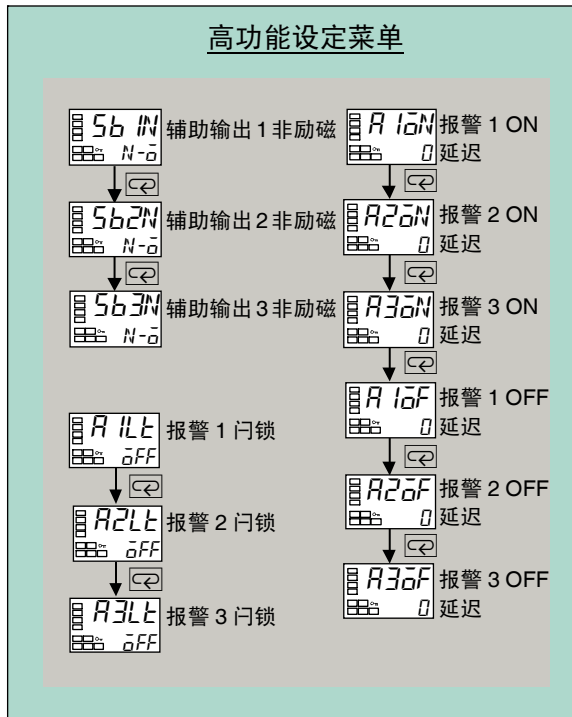 高功能设定菜单
Sb1N
N-o
辅助输出 1 非励磁
Sb2N
N-o
辅助输出 2 非励磁
Sb3N
N-o
辅助输出 3 非励磁
A1Lt
oFF
报警 1 闩锁
A2Lt
oFF
报警 2 闩锁
A3Lt
oFF
报警 3 闩锁
A1oN
0
报警 1 ON
延迟
A2oN
0
报警 2 ON
延迟
A3oN
0
报警 3 ON
延迟
A1oF
0
报警 1 OFF
延迟
A2oF
0
报警 2 OFF
延迟
A3oF
0
报警 3 OFF
延迟